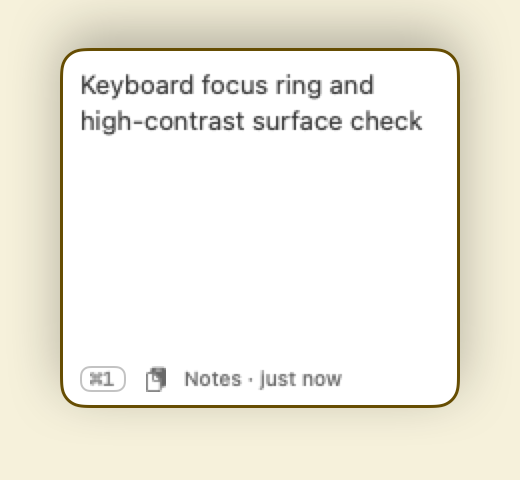 Keyboard focus ring and
high-contrast surface check
⌘1 Notes · just now